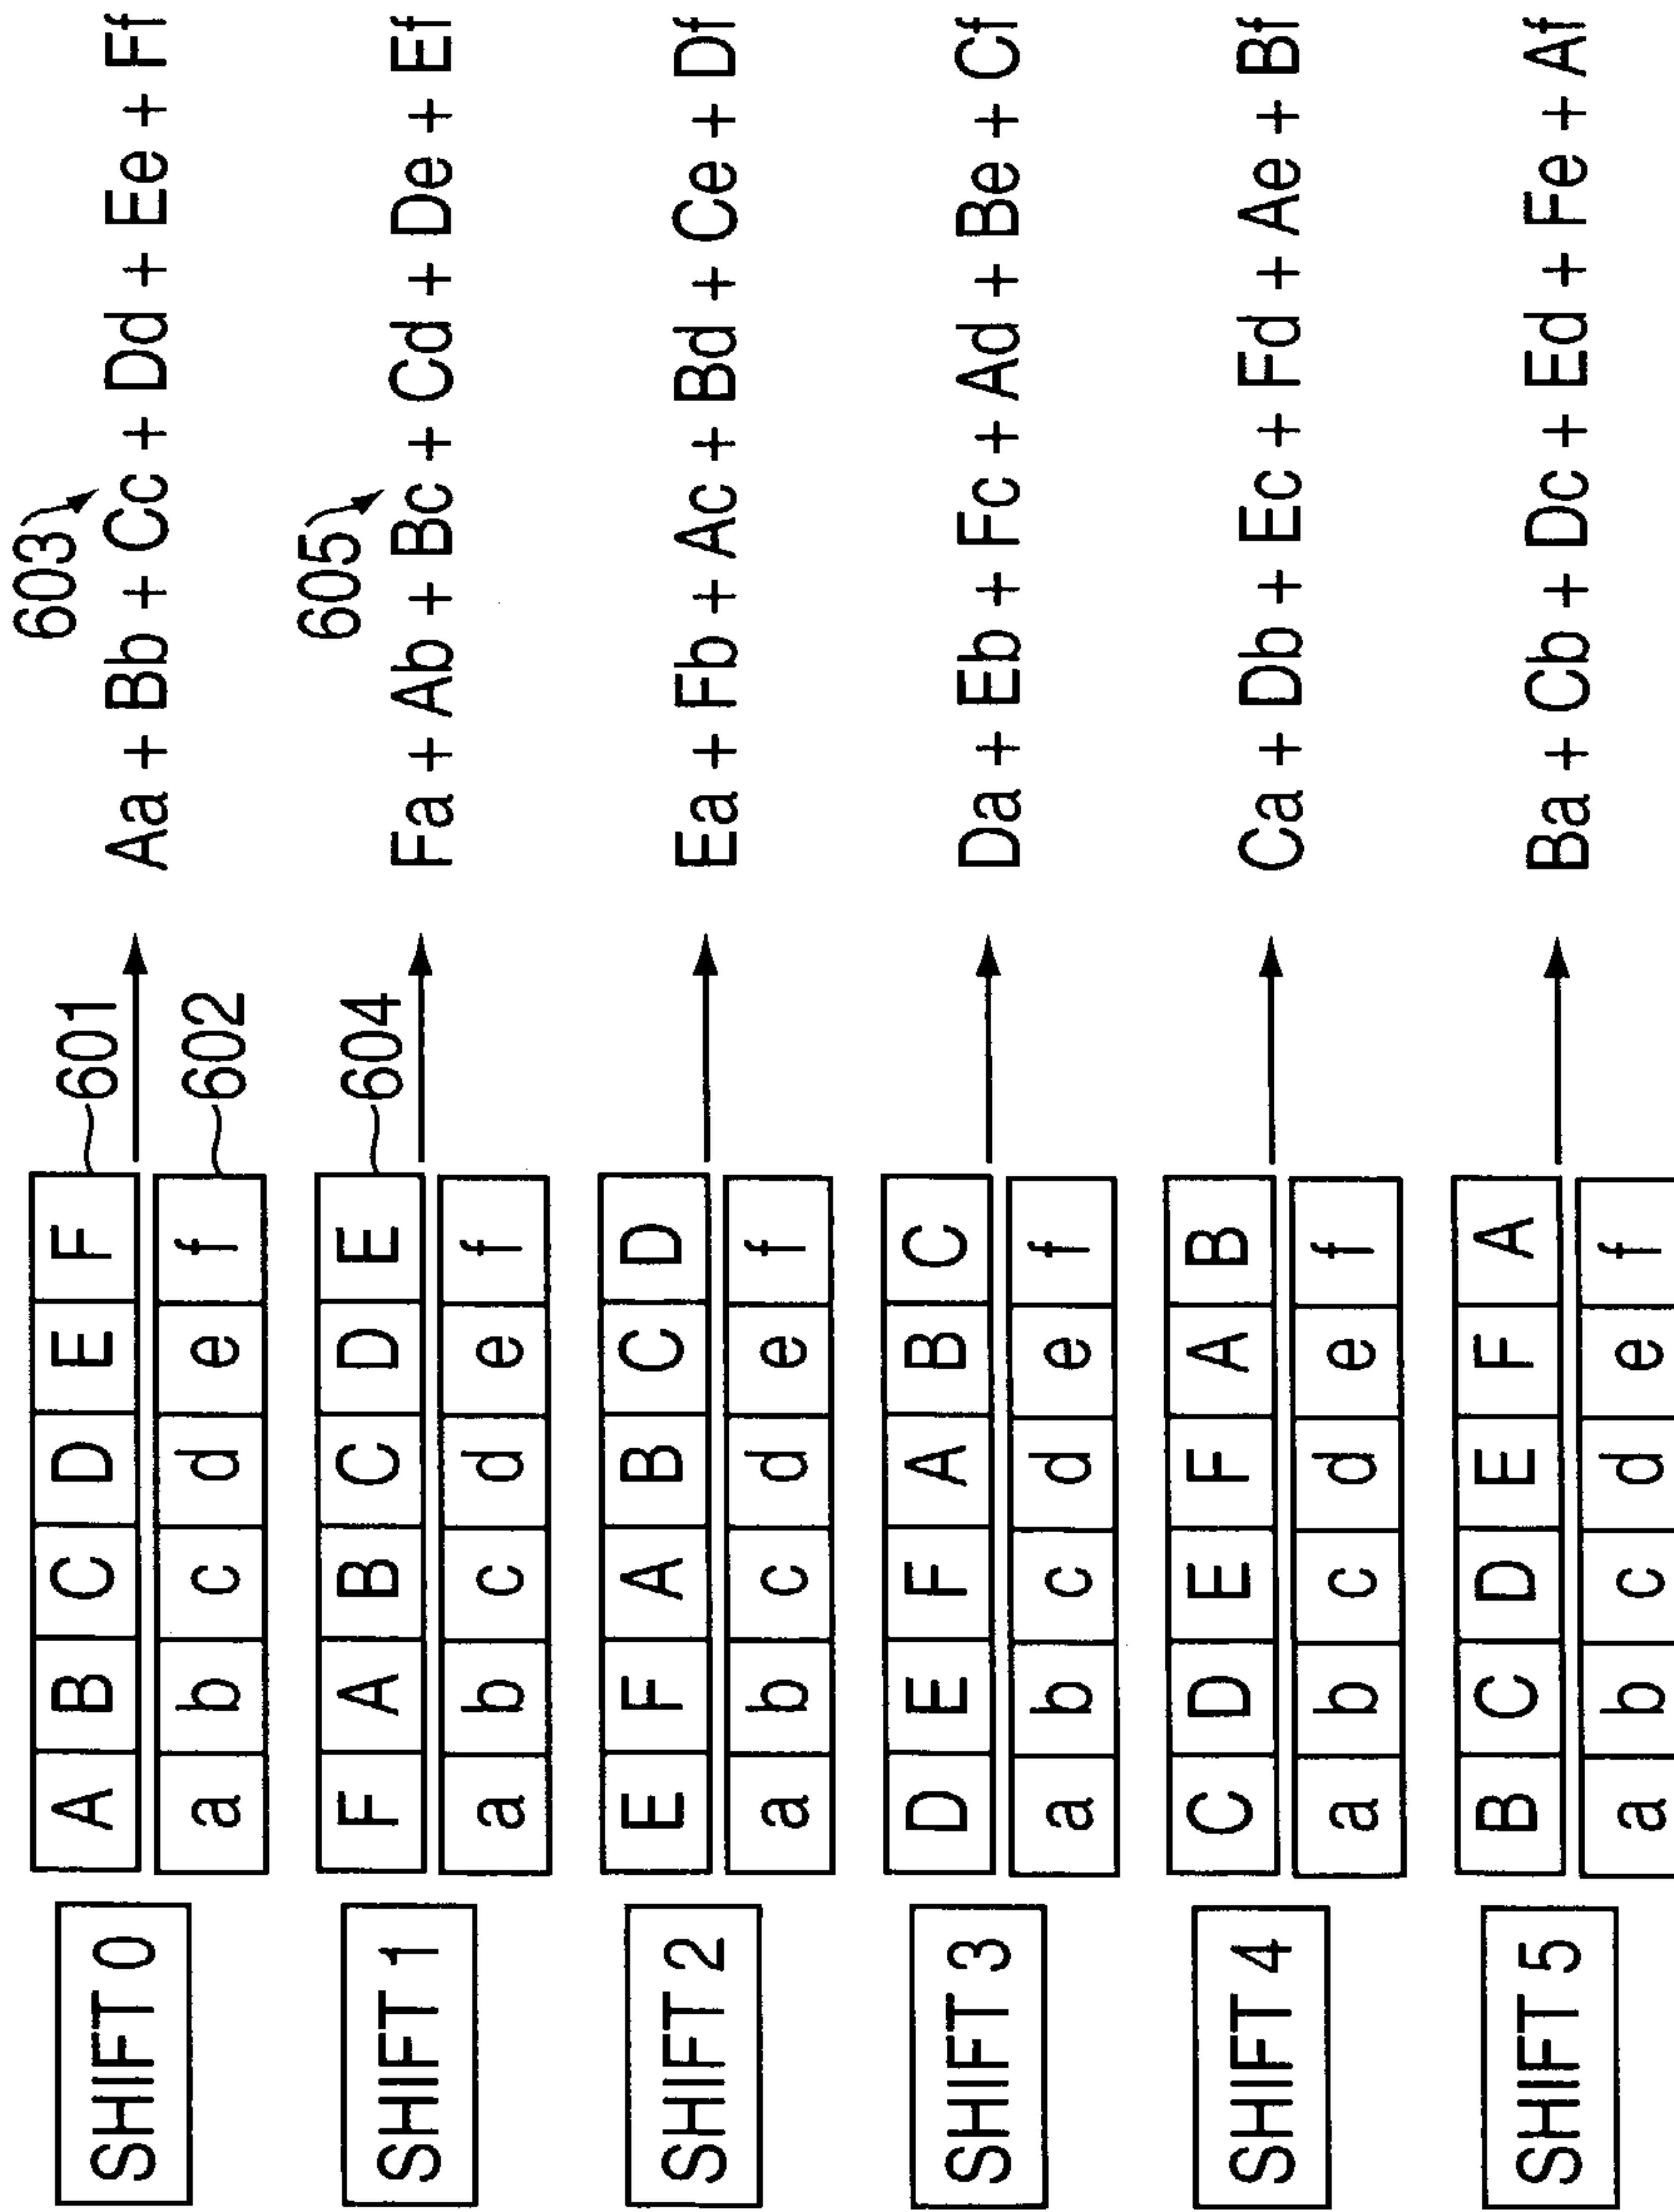 603
SHIFT 0
A B C D E F
601
Aa + Bb + Cc + Dd + Ee + Ff
a b c d e f
602
605
SHIFT 1
F A B C D E
604
Fa + Ab + Bc + Cd + De + Ef
a b c d e f
SHIFT 2
E F A B C D
Ea + Fb + Ac + Bd + Ce + Df
a b c d e f
SHIFT 3
D E F A B C
Da + Eb + Fc + Ad + Be + Cf
a b c d e f
SHIFT 4
C D E F A B
Ca + Db + Ec + Fd + Ae + Bf
a b c d e f
SHIFT 5
B C D E F A
Ba + Cb + Dc + Ed + Fe + Af
a b c d e f